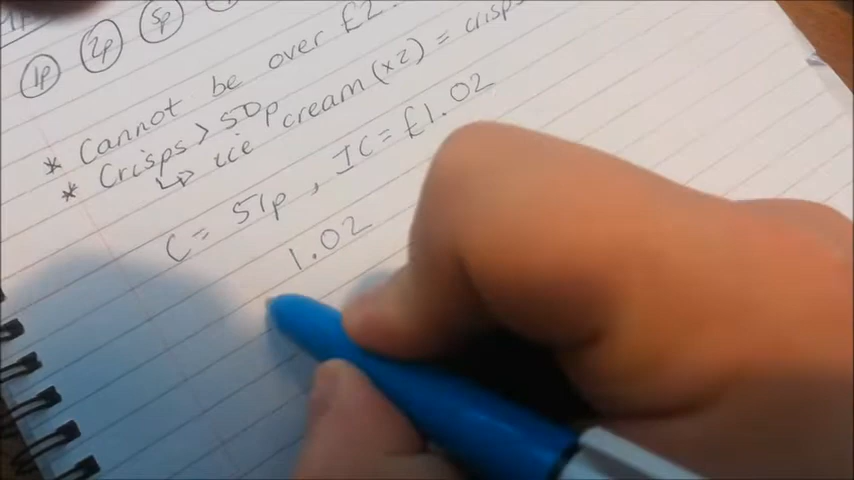 1p 2p 5p
* Cannot be over £2.
* Crisps > 50p
↳ ice cream (x2) = crisps
C = 51p, IC = £1.02
1.02